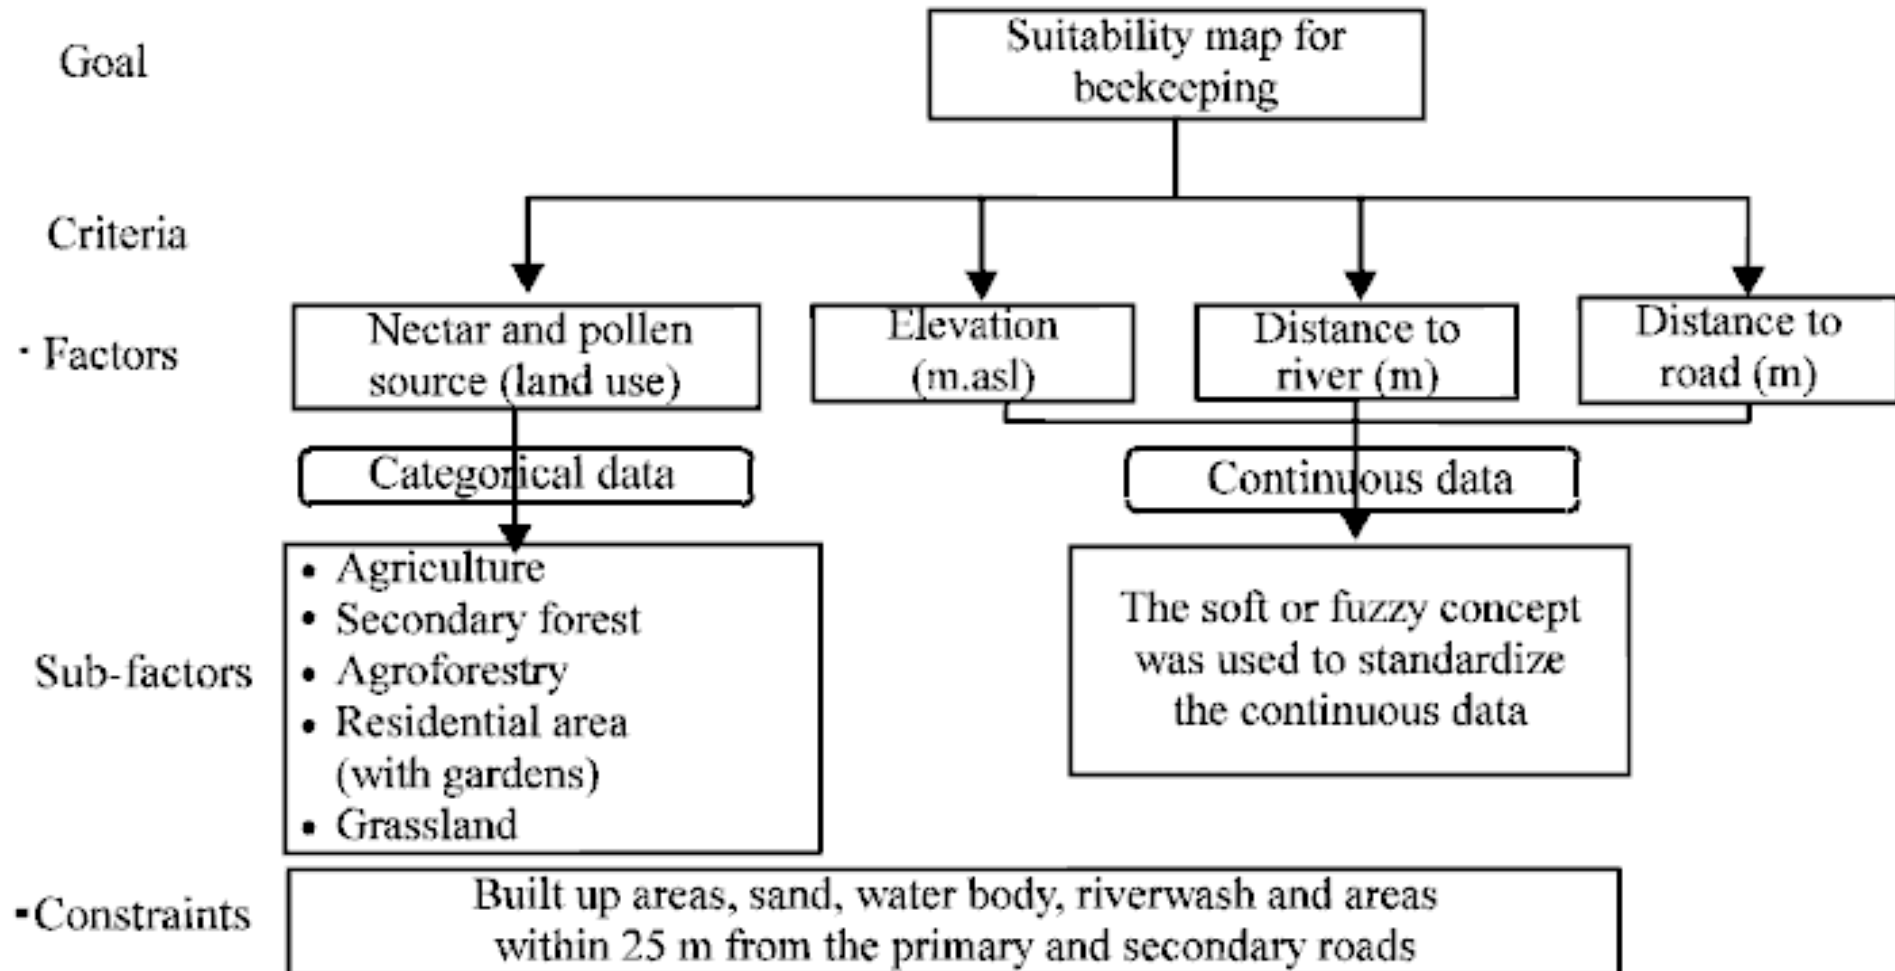 Goal
Suitability map for
beekeeping
Criteria
· Factors
Nectar and pollen
source (land use)
Elevation
(m.asl)
Distance to
river (m)
Distance to
road (m)
Categorical data
Continuous data
Sub-factors
• Agriculture
• Secondary forest
• Agroforestry
• Residential area
(with gardens)
• Grassland
The soft or fuzzy concept
was used to standardize
the continuous data
▪Constraints
Built up areas, sand, water body, riverwash and areas
within 25 m from the primary and secondary roads